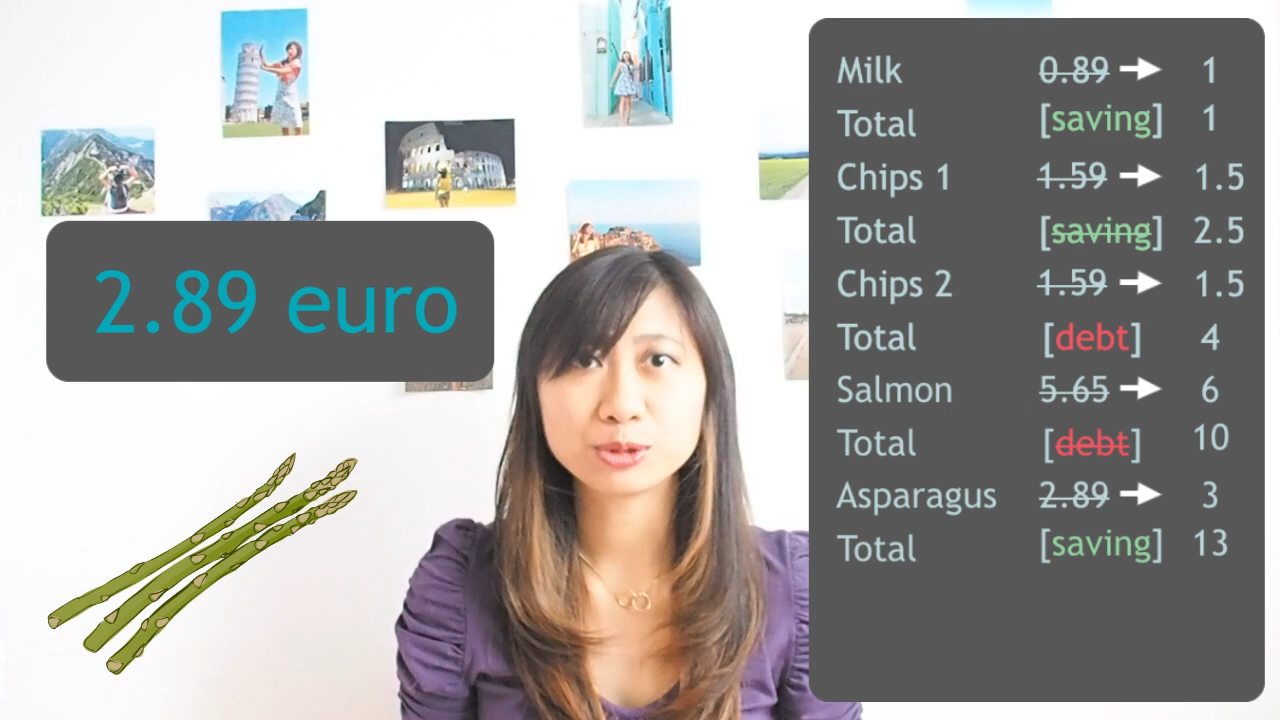 2.89 euro
Milk 0.89 → 1
Total [saving] 1
Chips 1 1.59 → 1.5
Total [saving] 2.5
Chips 2 1.59 → 1.5
Total [debt] 4
Salmon 5.65 → 6
Total [debt] 10
Asparagus 2.89 → 3
Total [saving] 13